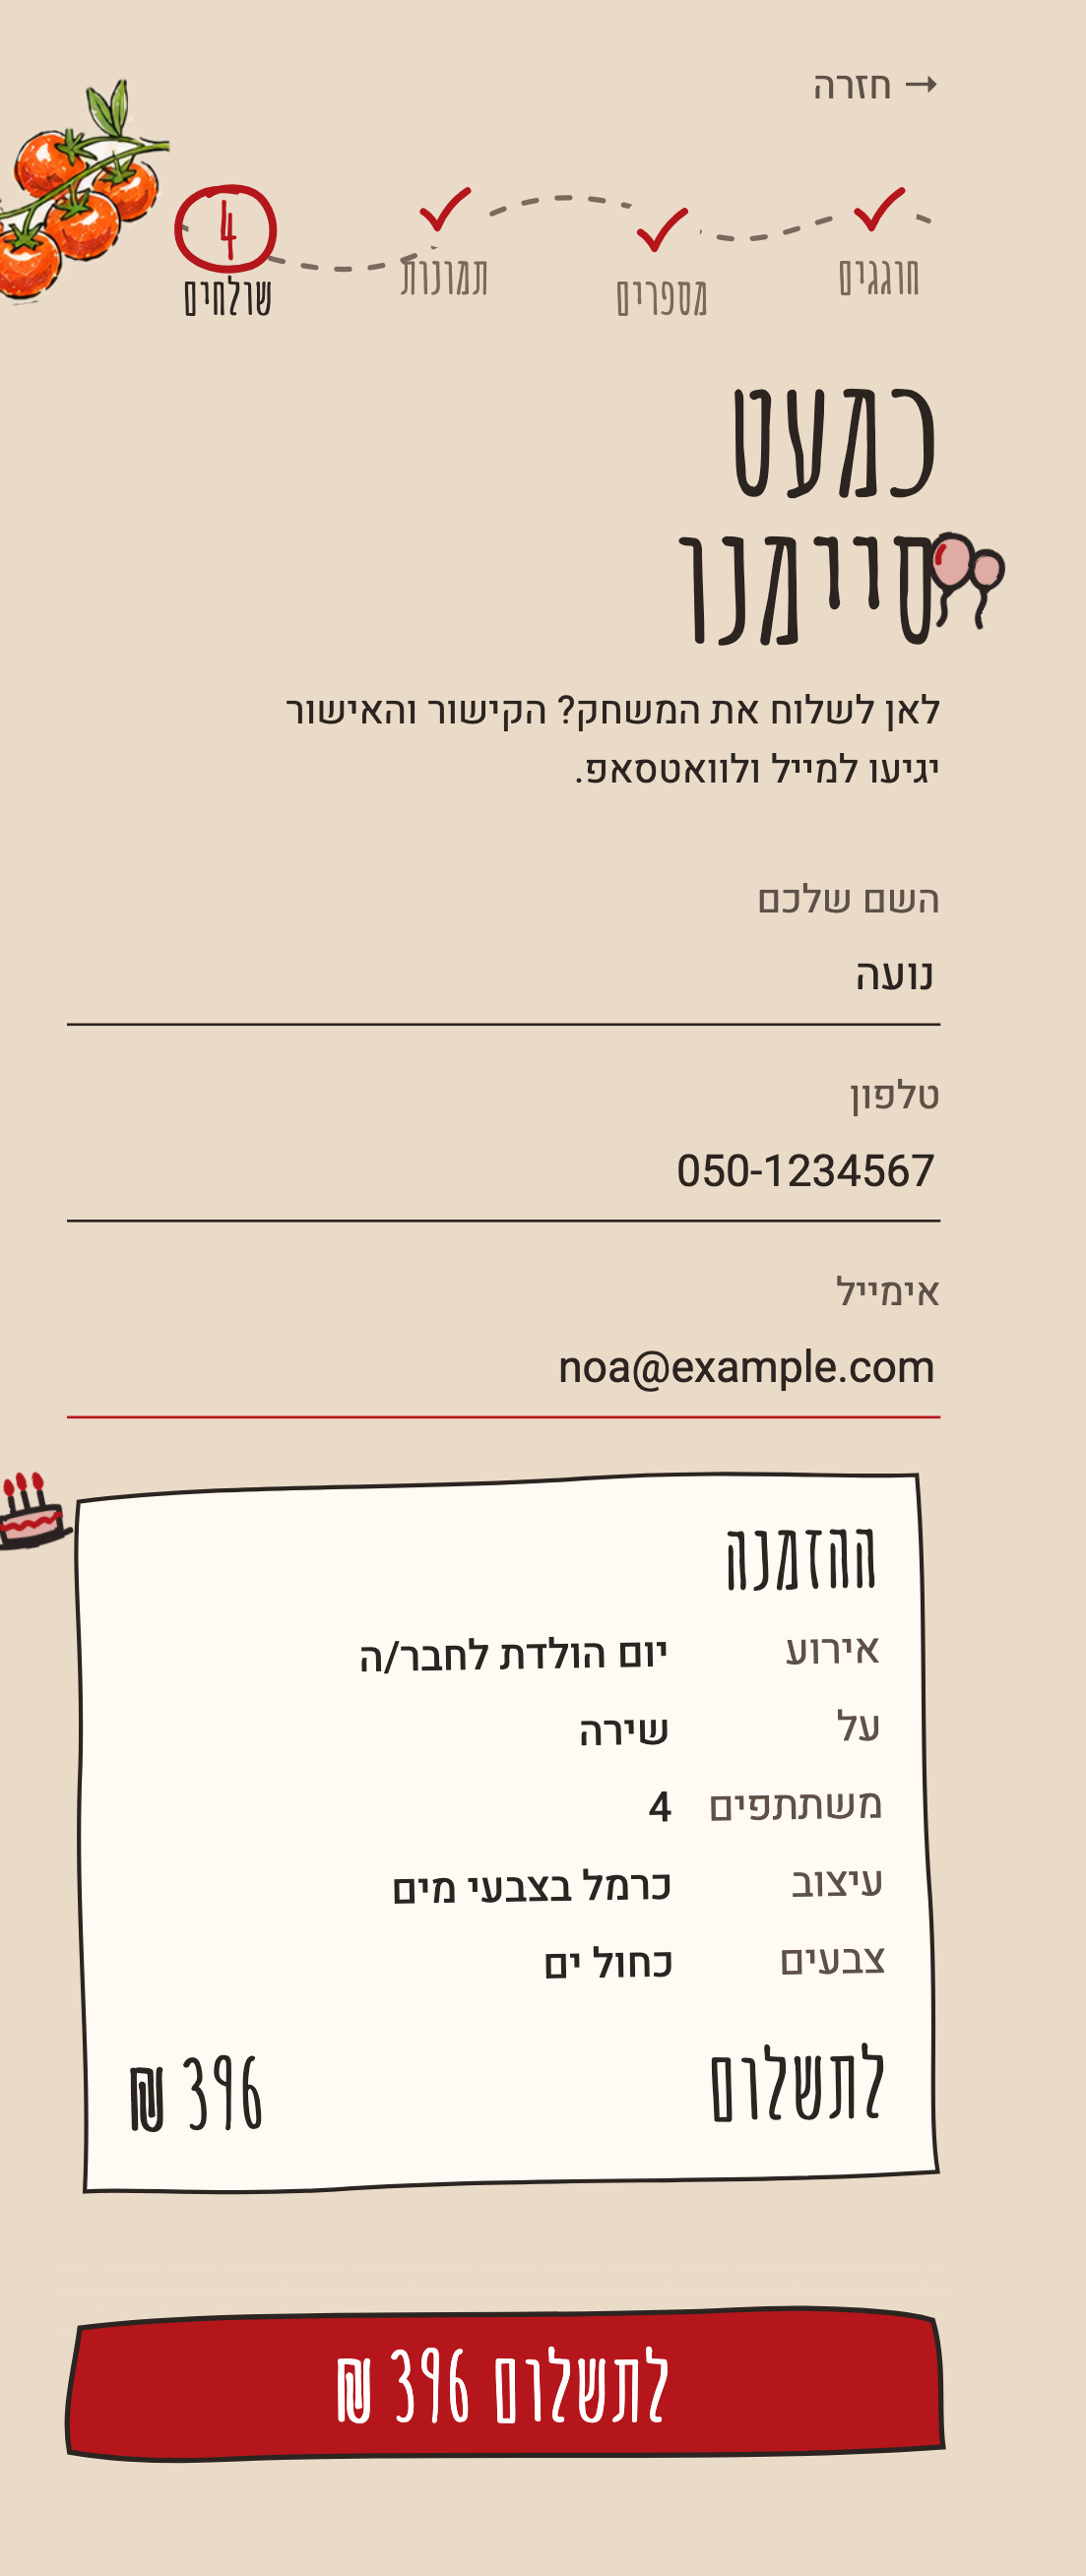 → חזרה
חוגגים
מספרים
תמונות
4
שולחים
כמעט
סיימנו
לאן לשלוח את המשחק? הקישור והאישור
יגיעו למייל ולוואטסאפ.
השם שלכם
נועה
טלפון
050-1234567
אימייל
noa@example.com
ההזמנה
אירוע יום הולדת לחבר/ה
על שירה
משתתפים 4
עיצוב כרמל בצבעי מים
צבעים כחול ים
לתשלום 396 ₪
לתשלום 396 ₪